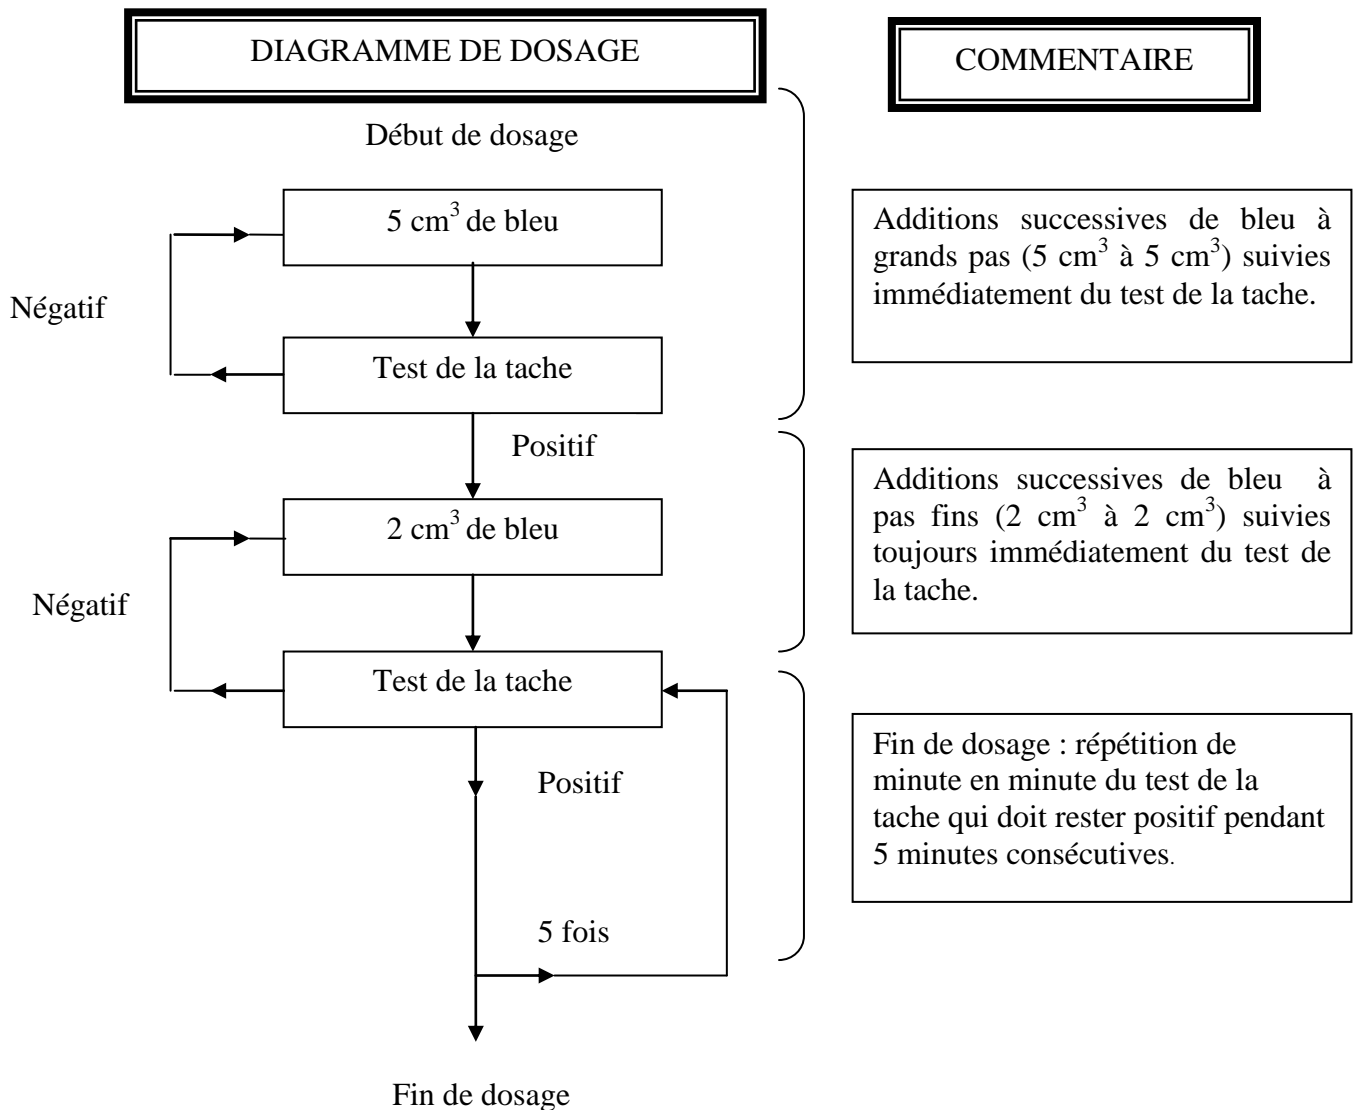 DIAGRAMME DE DOSAGE
COMMENTAIRE
Début de dosage
5 cm³ de bleu
Négatif
Test de la tache
Positif
2 cm³ de bleu
Négatif
Test de la tache
Positif
5 fois
Fin de dosage
Additions successives de bleu à
grands pas (5 cm³ à 5 cm³) suivies
immédiatement du test de la tache.
Additions successives de bleu à
pas fins (2 cm³ à 2 cm³) suivies
toujours immédiatement du test de
la tache.
Fin de dosage : répétition de
minute en minute du test de la
tache qui doit rester positif pendant
5 minutes consécutives.